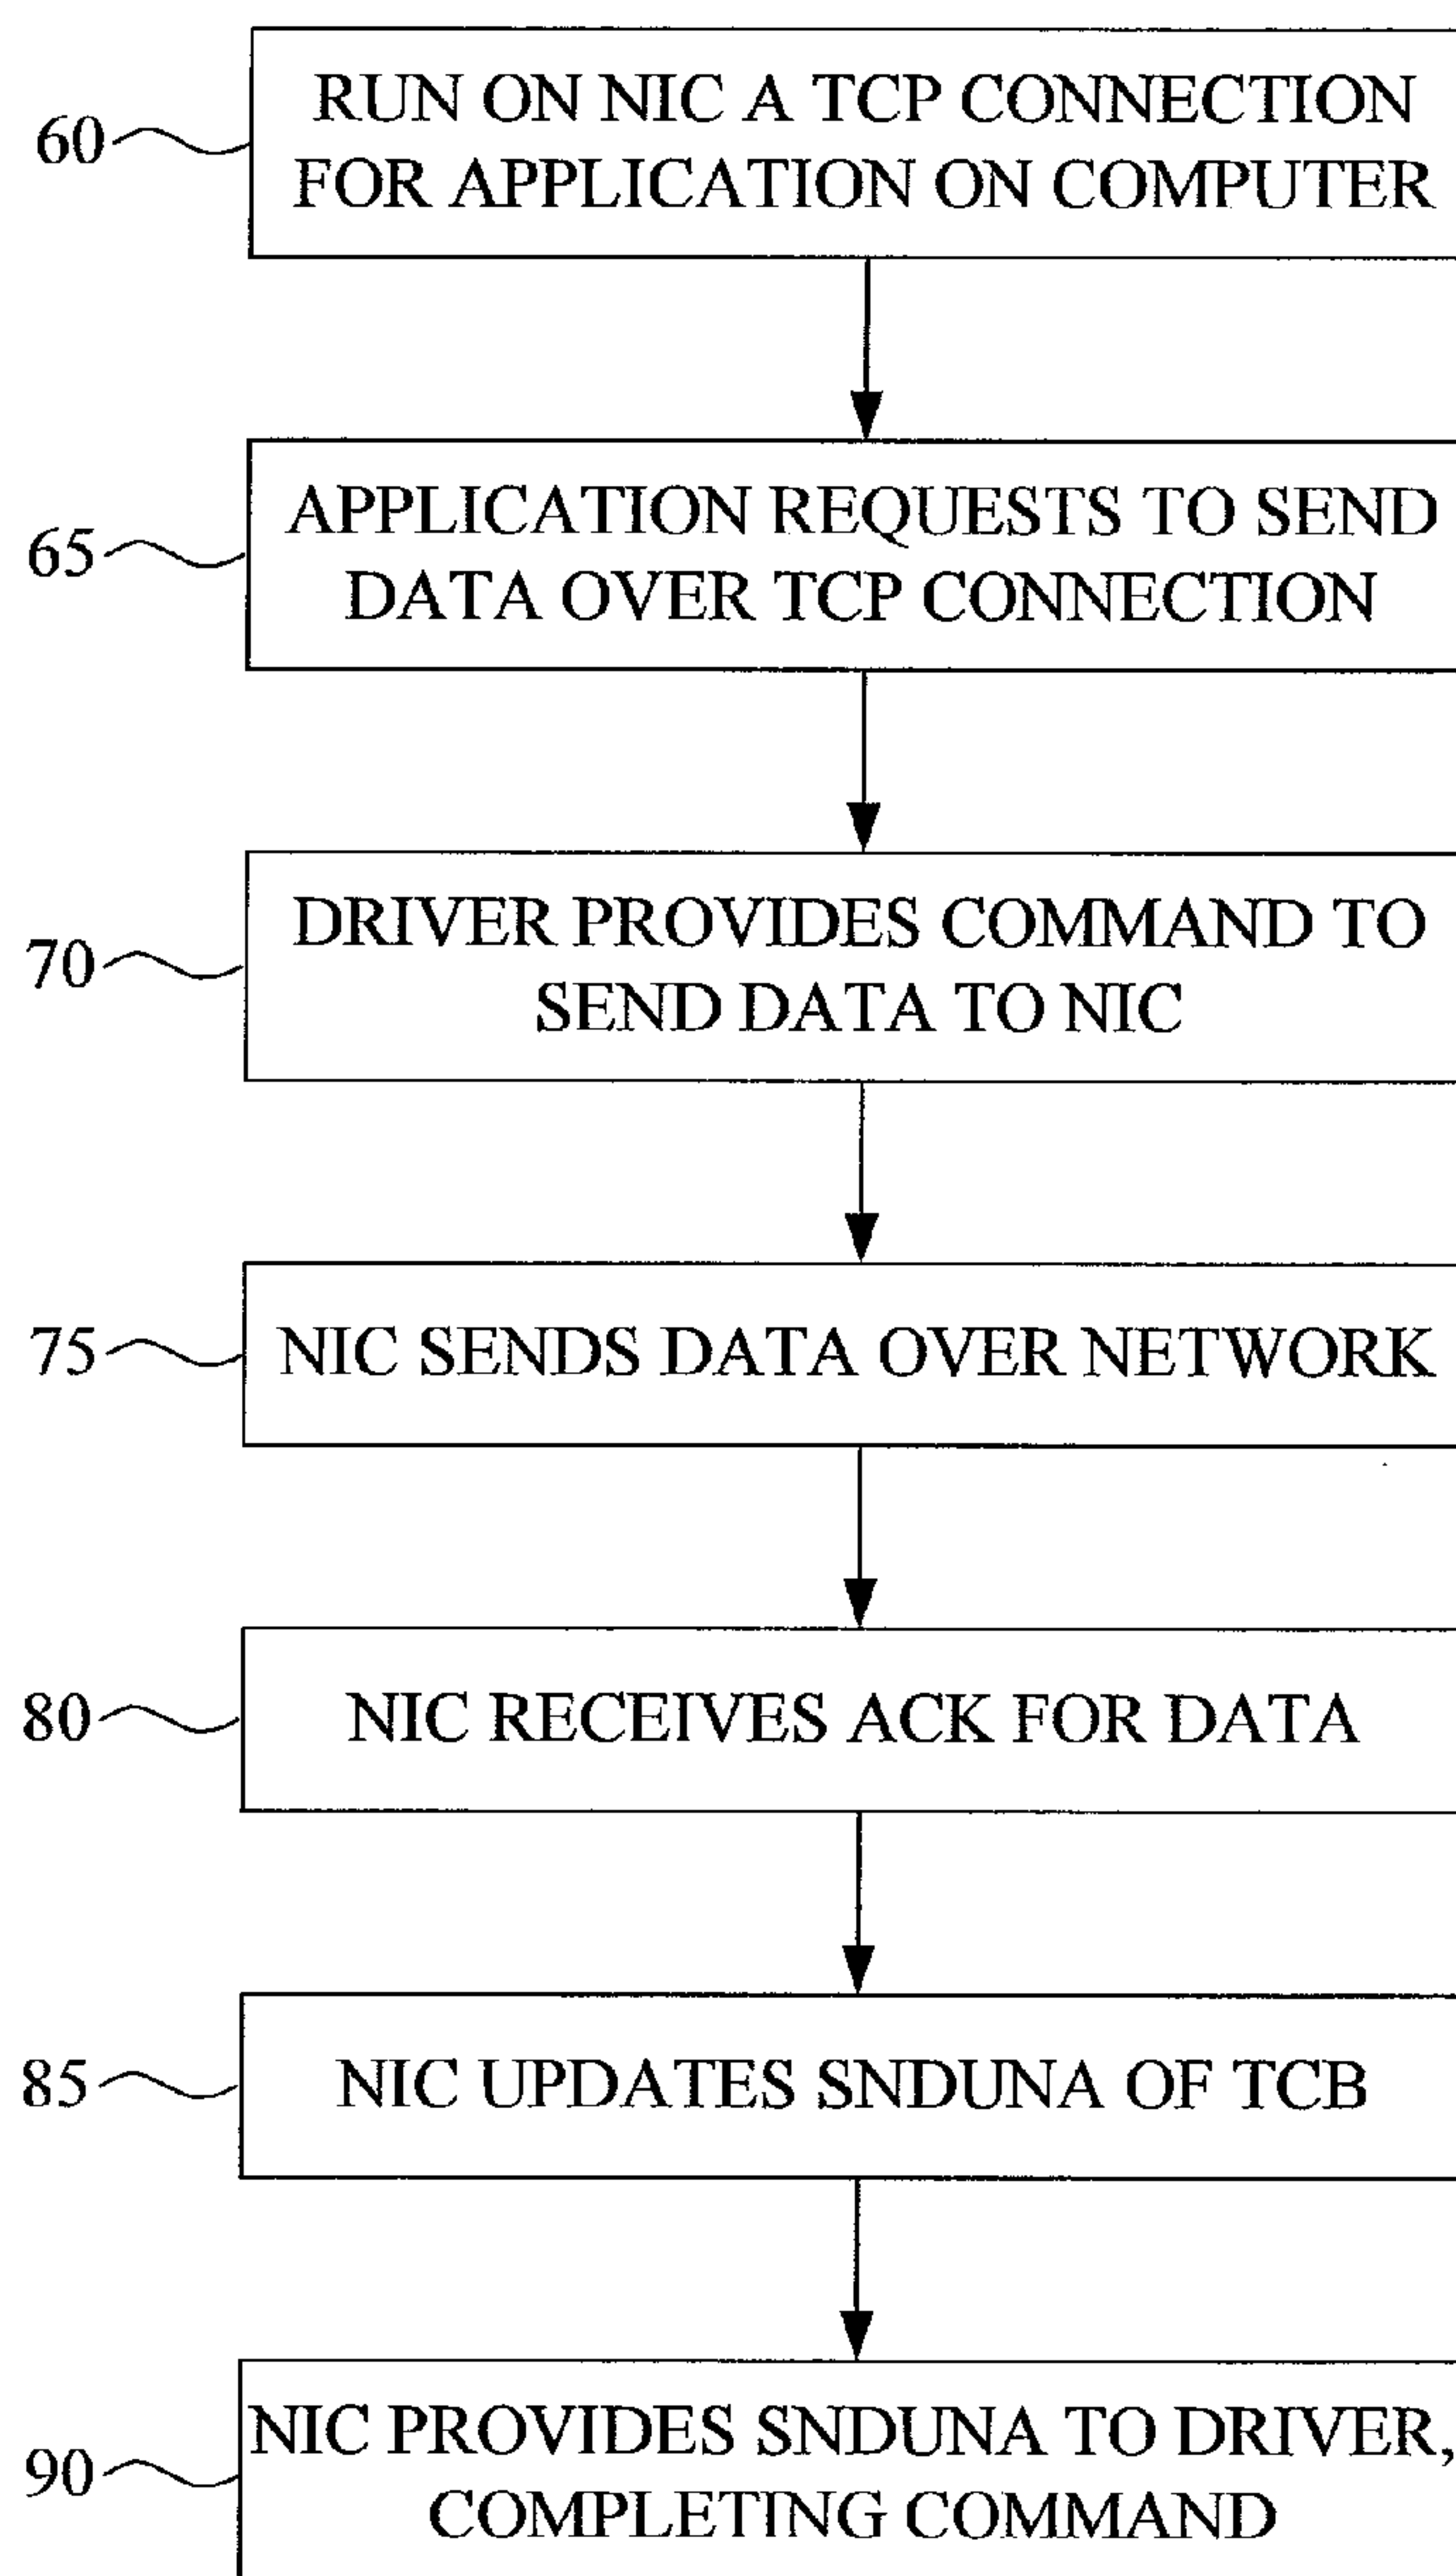 60
RUN ON NIC A TCP CONNECTION
FOR APPLICATION ON COMPUTER
65
APPLICATION REQUESTS TO SEND
DATA OVER TCP CONNECTION
70
DRIVER PROVIDES COMMAND TO
SEND DATA TO NIC
75
NIC SENDS DATA OVER NETWORK
80
NIC RECEIVES ACK FOR DATA
85
NIC UPDATES SNDUNA OF TCB
90
NIC PROVIDES SNDUNA TO DRIVER,
COMPLETING COMMAND